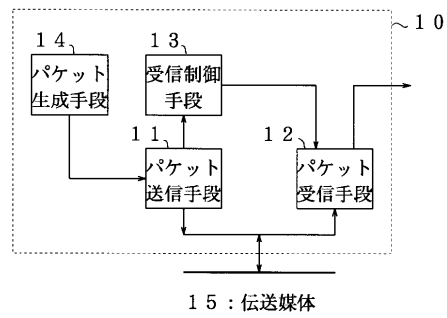 10
14
パケット
生成手段
13
受信制御
手段
11
パケット
送信手段
12
パケット
受信手段
15：伝送媒体